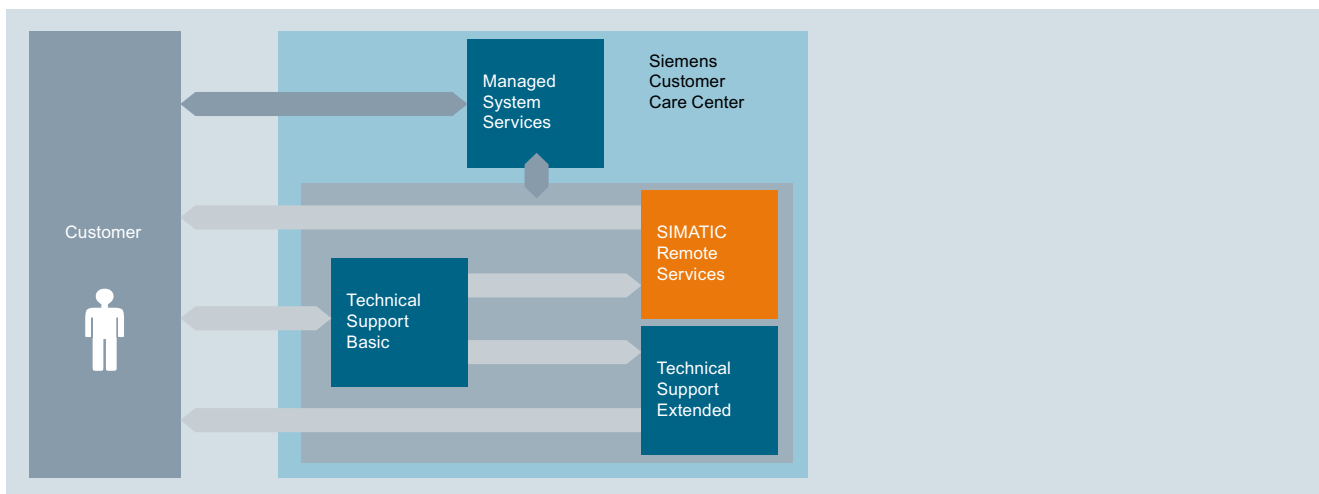 Customer
Managed
System
Services
Siemens
Customer
Care Center
Technical
Support
Basic
SIMATIC
Remote
Services
Technical
Support
Extended